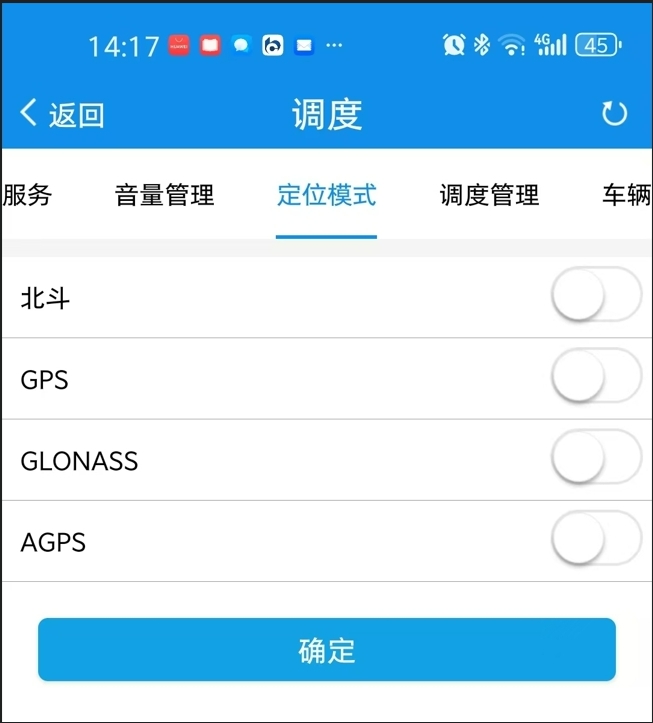 14:17 4G 45
返回 调度
服务 音量管理 定位模式 调度管理 车辆
北斗
GPS
GLONASS
AGPS
确定